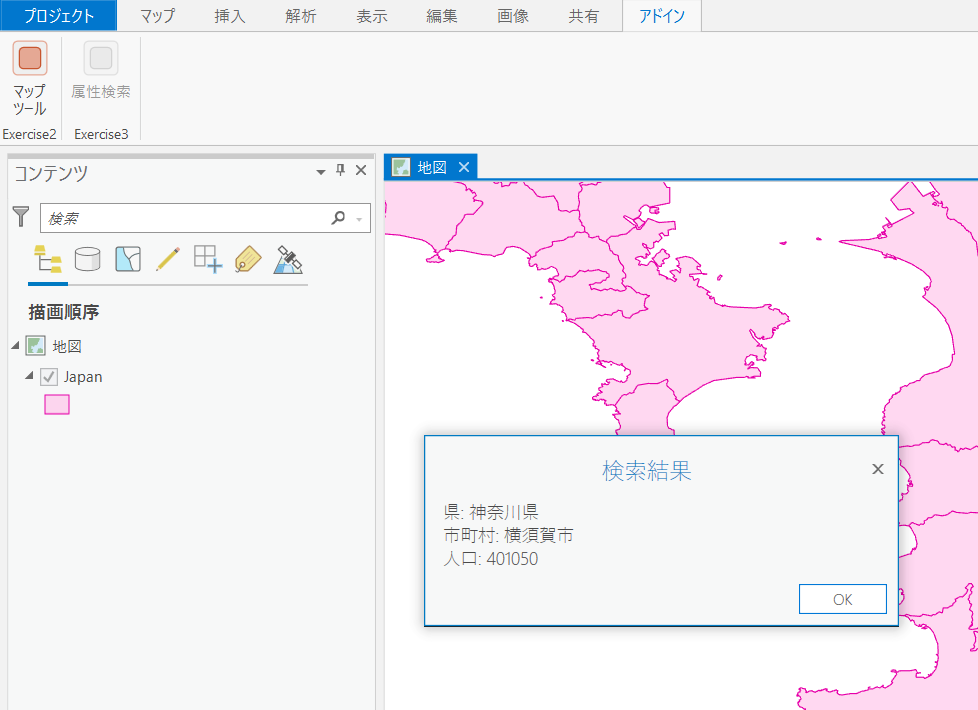 プロジェクト マップ 挿入 解析 表示 編集 画像 共有 アドイン
マップ
ツール
属性検索
Exercise2 Exercise3
コンテンツ
検索
描画順序
地図
Japan
地図
検索結果
県: 神奈川県
市町村: 横須賀市
人口: 401050
OK